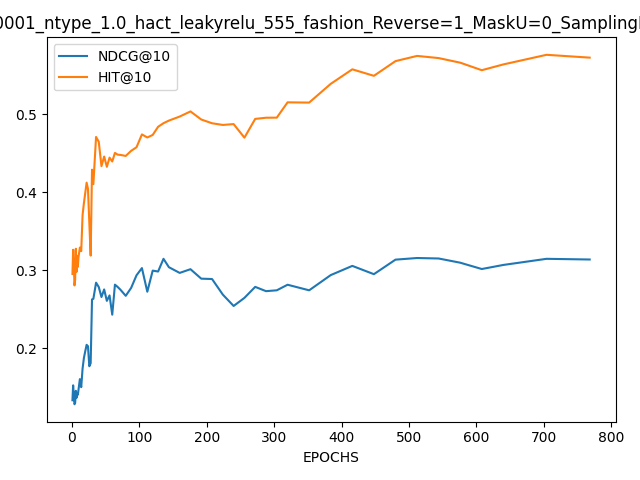 0001_ntype_1.0_hact_leakyrelu_555_fashion_Reverse=1_MaskU=0_Sampling
NDCG@10
HIT@10
0.5
0.4
0.3
0.2
0 100 200 300 400 500 600 700 800
EPOCHS